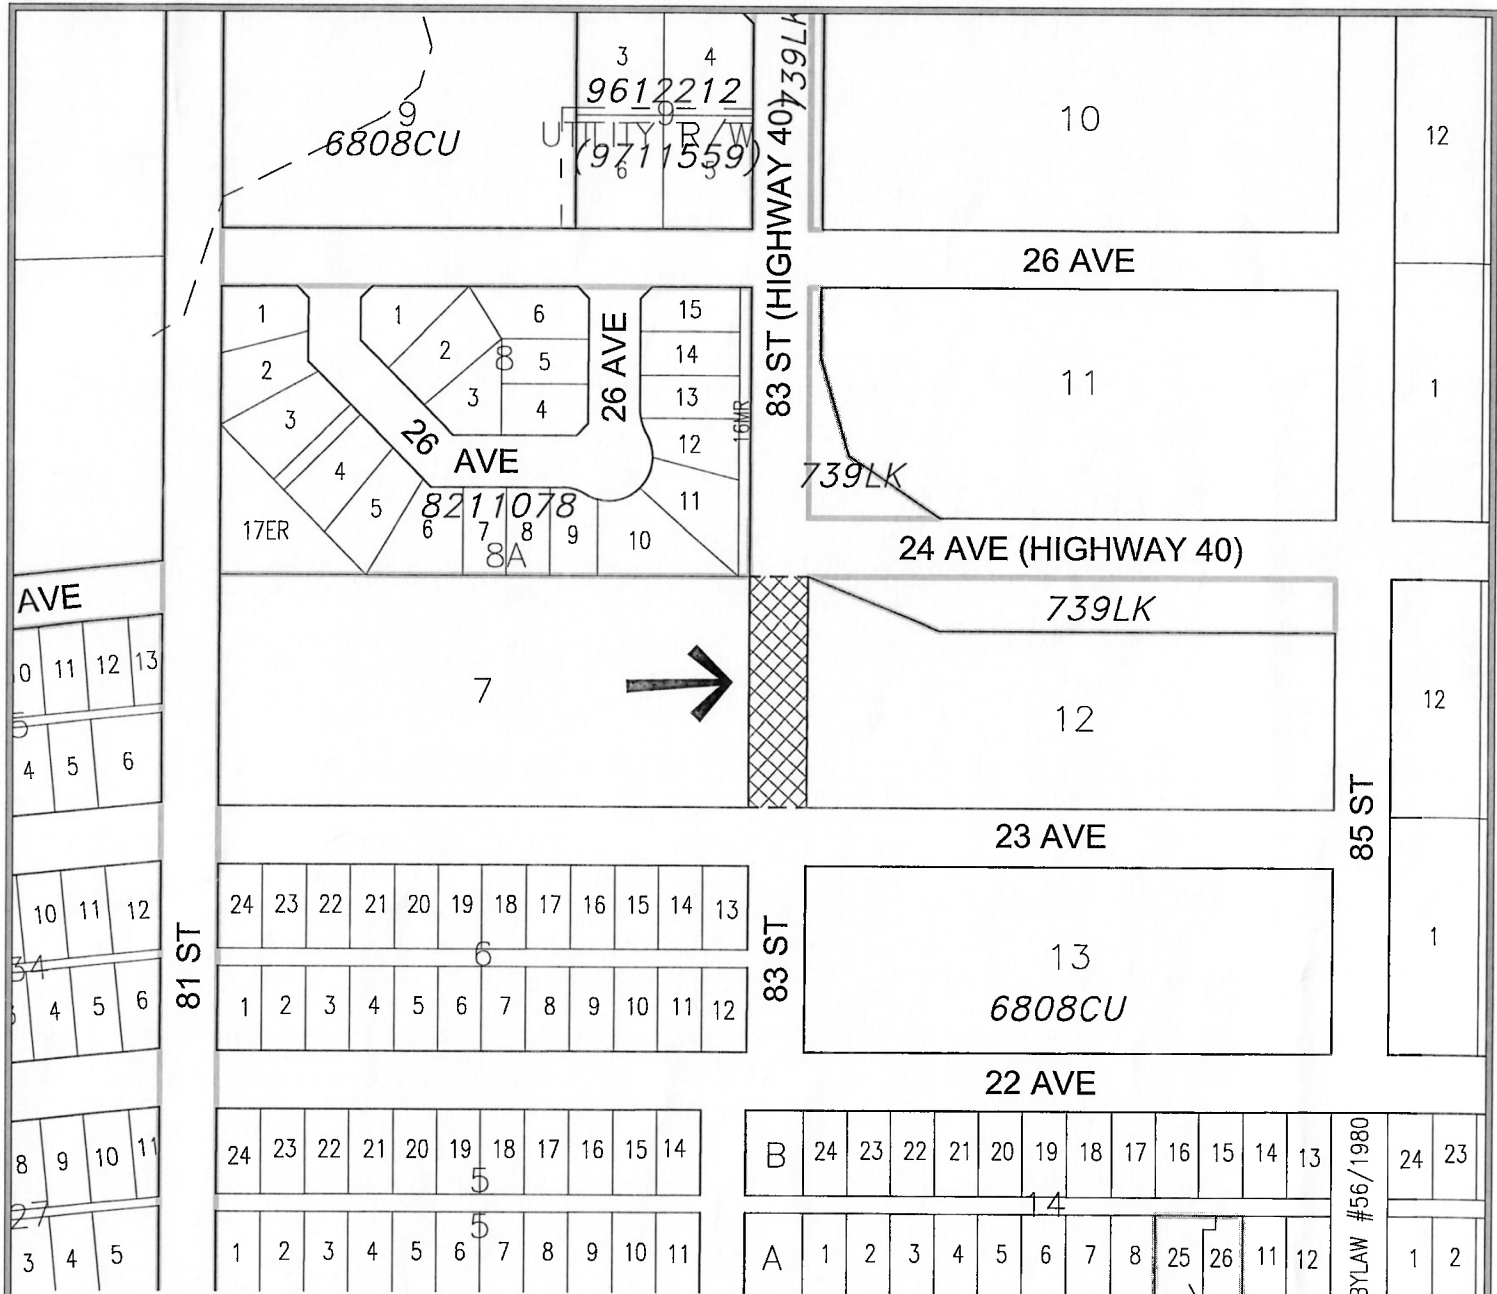 3 4
739LK
9612212
9
9
6808CU
UTILITY R/W
(9711559)
6 5
10
12
83 ST (HIGHWAY 40)
26 AVE
1 1 6 15
2 2 8 5 14
3 3 4 13
26 AVE
16MR
11
1
26 AVE
12
4
5
11
739LK
8211078
17ER 6 7 8 9 10
8A
24 AVE (HIGHWAY 40)
AVE
739LK
0 11 12 13
5
7
12
12
4 5 6
85 ST
23 AVE
10 11 12
24 23 22 21 20 19 18 17 16 15 14 13
81 ST
83 ST
6
13
1
34
4 5 6
1 2 3 4 5 6 7 8 9 10 11 12
6808CU
22 AVE
8 9 10 11
24 23 22 21 20 19 18 17 16 15 14
B 24 23 22 21 20 19 18 17 16 15 14 13
24 23
BYLAW #56/1980
5
14
27
5
3 4 5
1 2 3 4 5 6 7 8 9 10 11
A 1 2 3 4 5 6 7 8 25 26 11 12
1 2